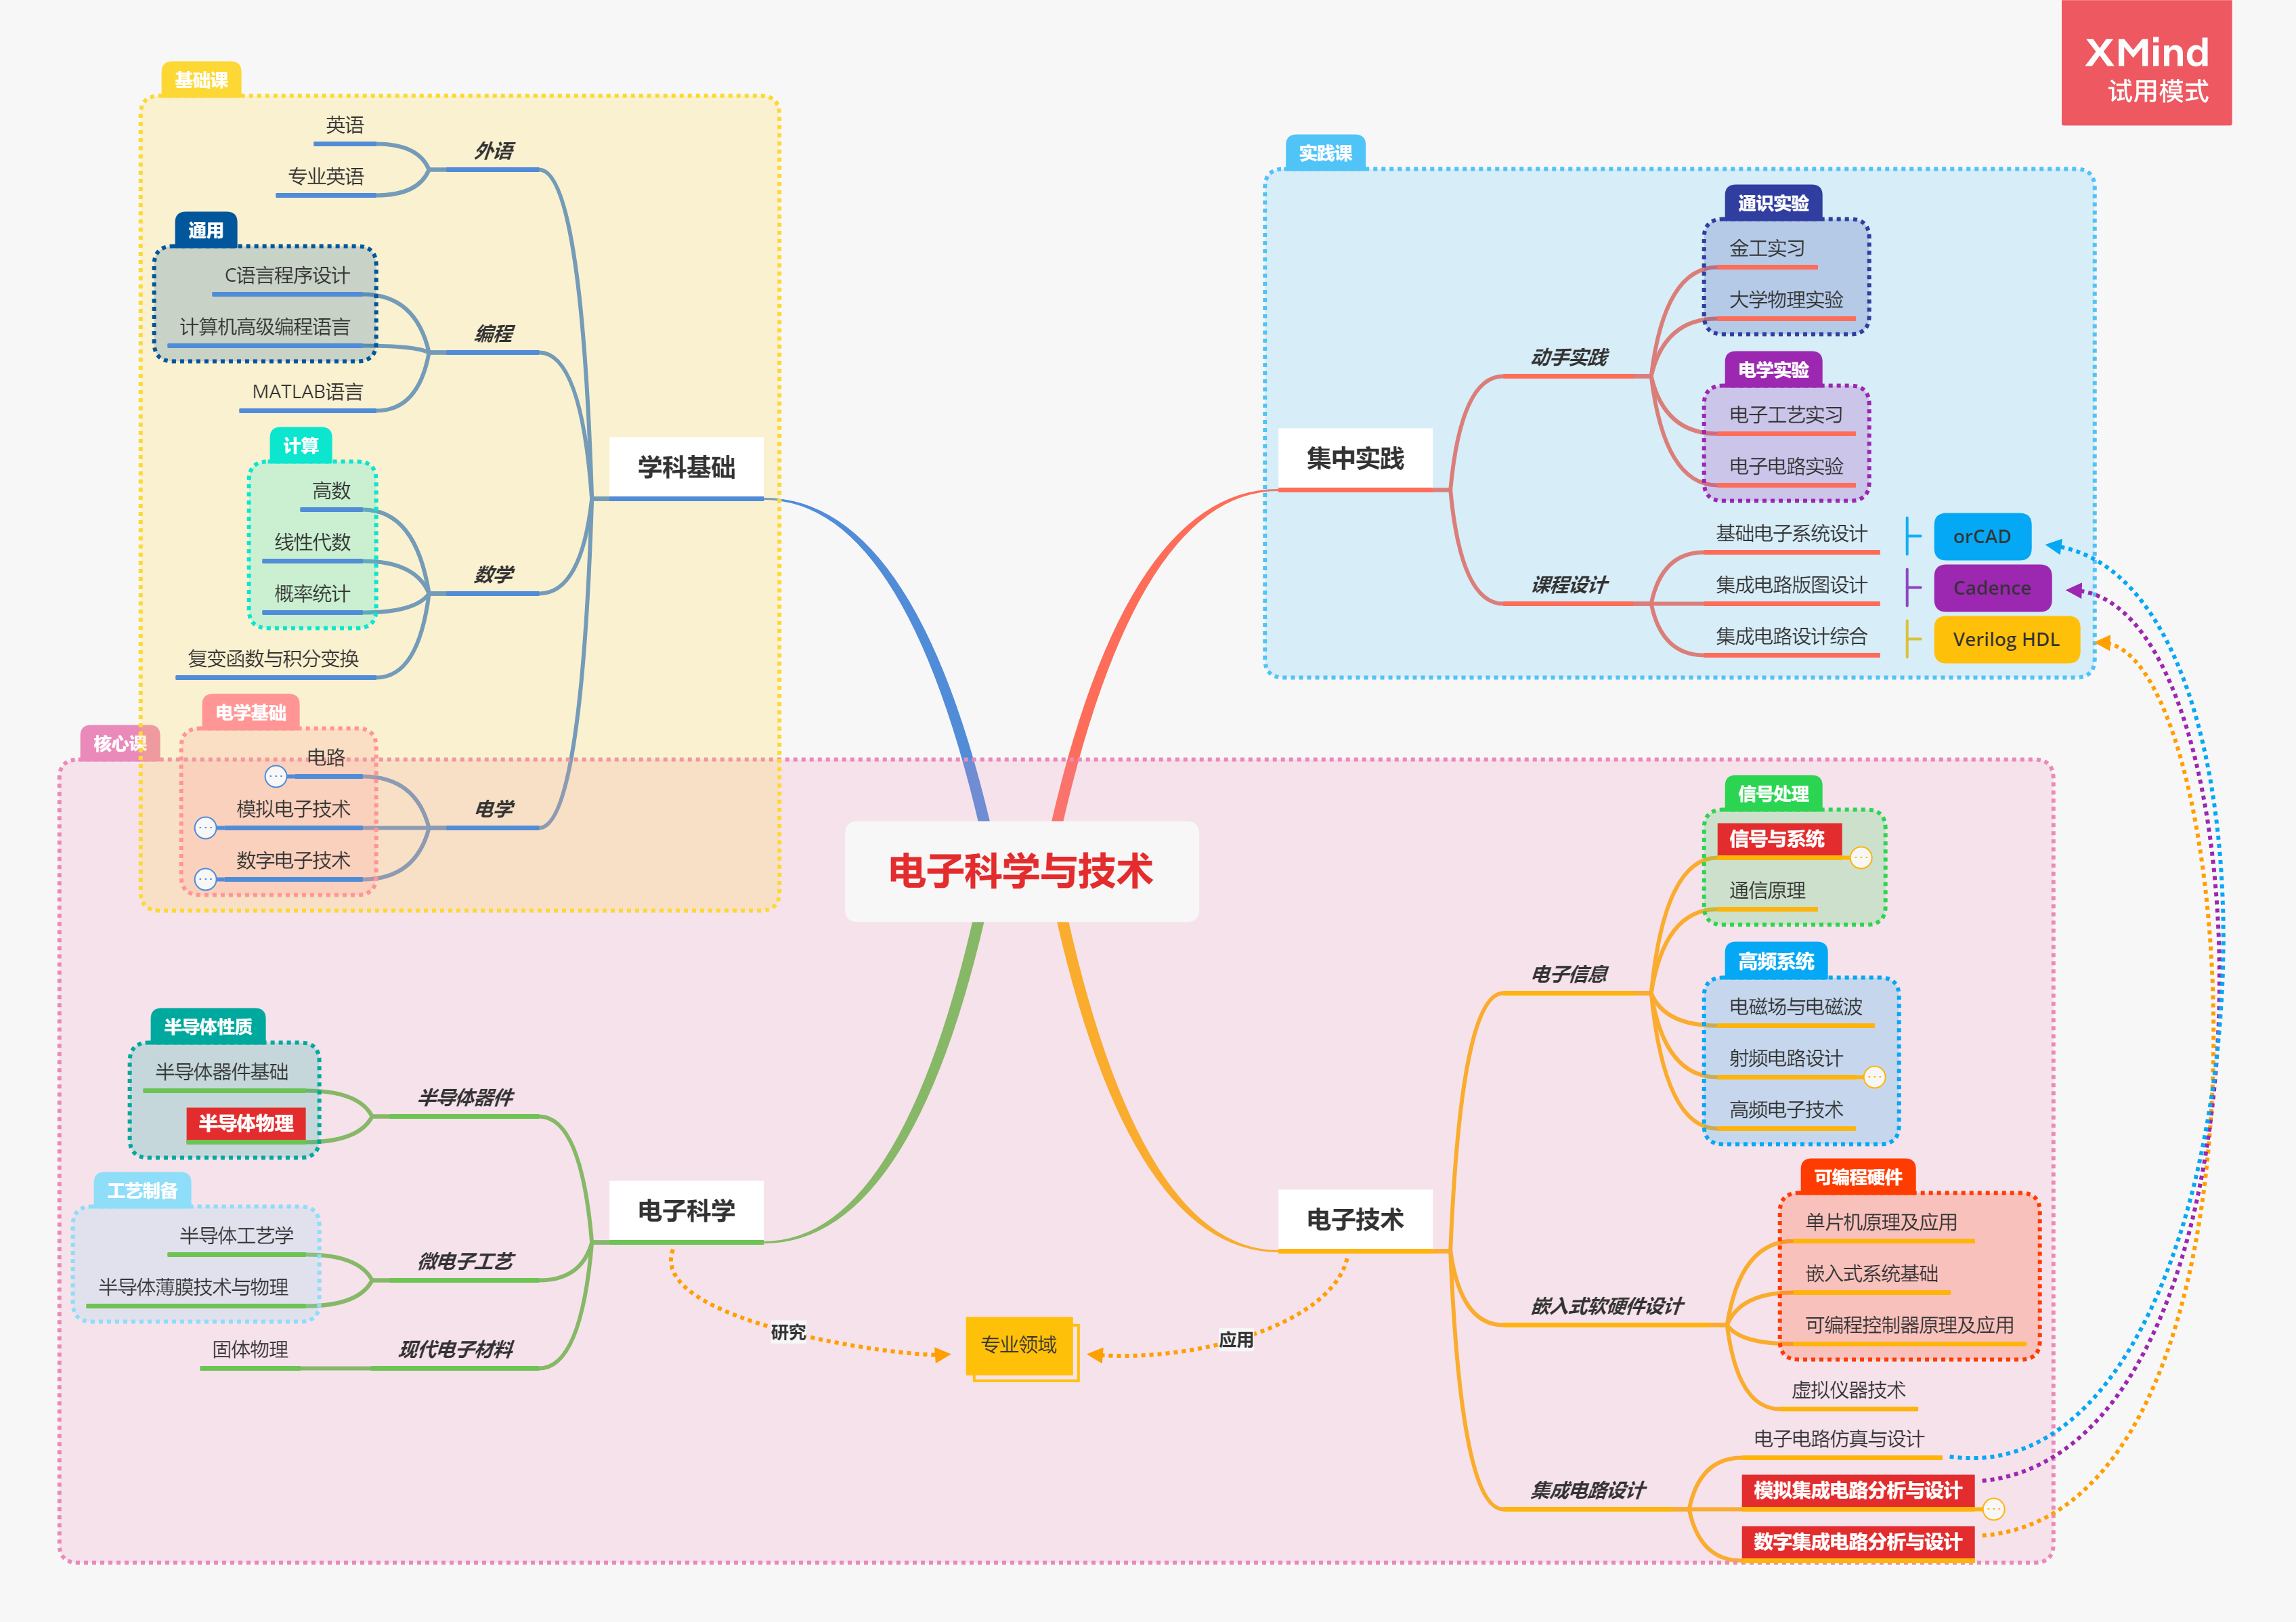 XMind
试用模式
基础课
英语
专业英语
外语
通用
C语言程序设计
计算机高级编程语言
MATLAB语言
编程
计算
高数
线性代数
概率统计
复变函数与积分变换
数学
学科基础
核心课
电学基础
电路
模拟电子技术
数字电子技术
电学
实践课
通识实验
金工实习
大学物理实验
动手实践
电学实验
电子工艺实习
电子电路实验
集中实践
基础电子系统设计
orCAD
课程设计
集成电路版图设计
Cadence
集成电路设计综合
Verilog HDL
电子科学与技术
半导体性质
半导体器件基础
半导体物理
半导体器件
工艺制备
半导体工艺学
半导体薄膜技术与物理
微电子工艺
固体物理
现代电子材料
电子科学
研究
专业领域
应用
信号处理
信号与系统
通信原理
电子信息
高频系统
电磁场与电磁波
射频电路设计
高频电子技术
电子技术
可编程硬件
单片机原理及应用
嵌入式系统基础
可编程控制器原理及应用
嵌入式软硬件设计
虚拟仪器技术
电子电路仿真与设计
集成电路设计
模拟集成电路分析与设计
数字集成电路分析与设计